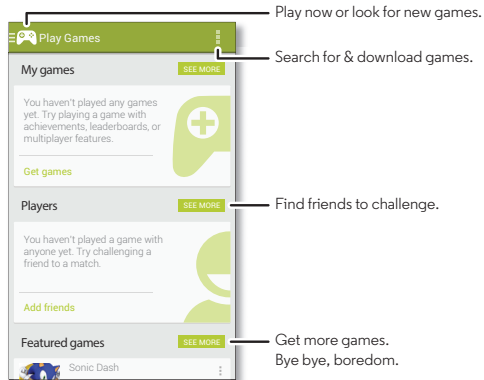 Play now or look for new games.
Play Games
Search for & download games.
My games
SEE MORE
You haven't played any games
yet. Try playing a game with
achievements, leaderboards, or
multiplayer features.
Get games
Players
SEE MORE
Find friends to challenge.
You haven't played a game with
anyone yet. Try challenging a
friend to a match.
Add friends
Featured games
SEE MORE
Get more games.
Bye bye, boredom.
Sonic Dash